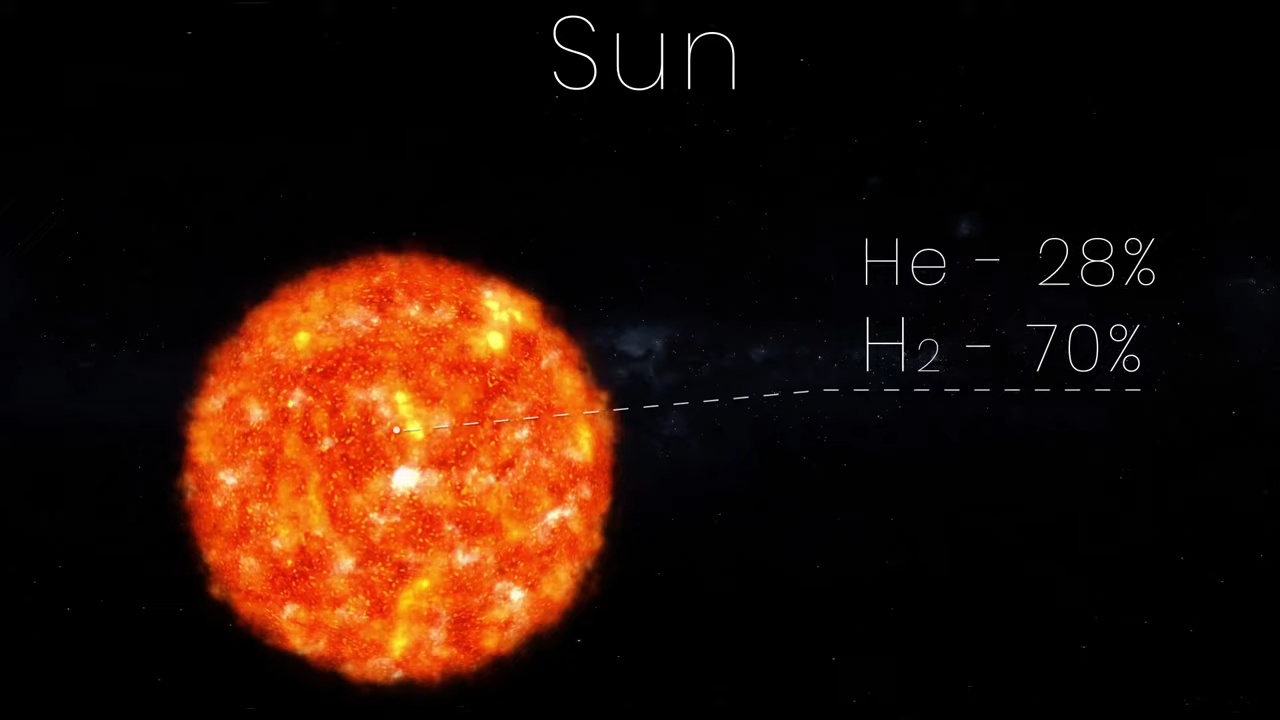 Sun
He - 28%
H₂ - 70%